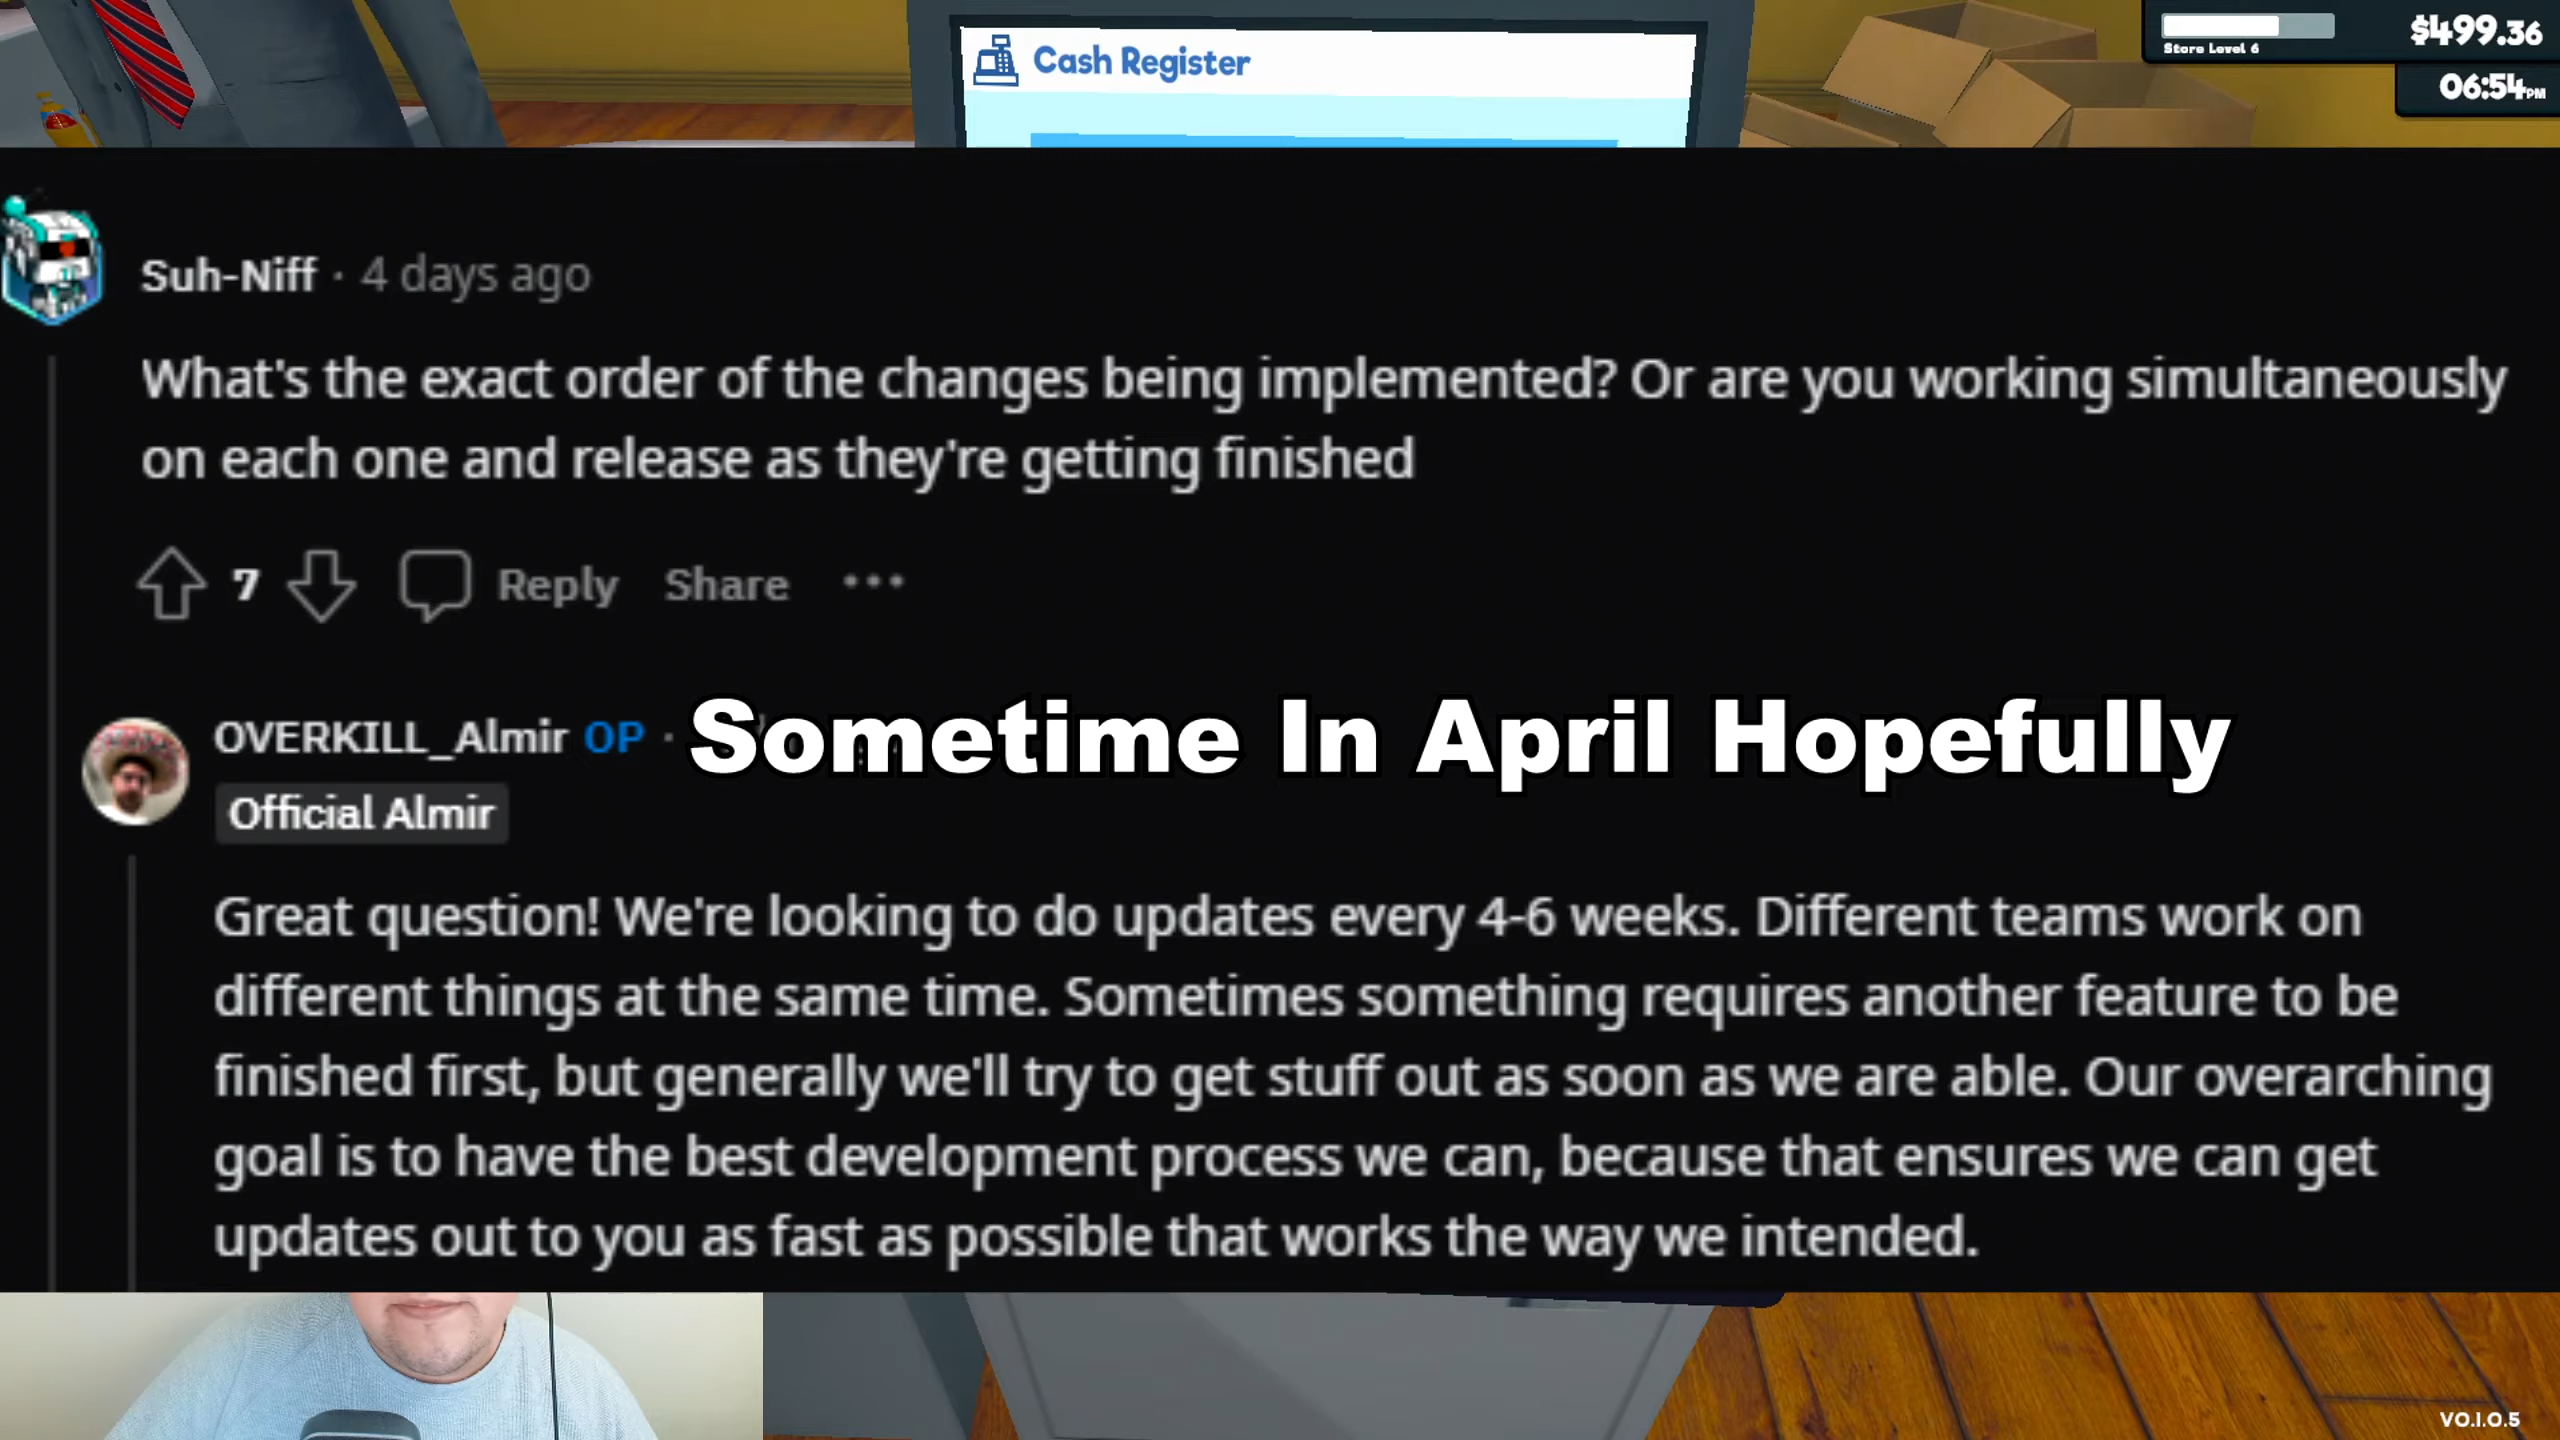 Cash Register
Store Level 6
$499.36
06:54PM
Suh-Niff · 4 days ago
What's the exact order of the changes being implemented? Or are you working simultaneously
on each one and release as they're getting finished
7 Reply Share •••
OVERKILL_Almir OP ·
Sometime In April Hopefully
Official Almir
Great question! We're looking to do updates every 4-6 weeks. Different teams work on
different things at the same time. Sometimes something requires another feature to be
finished first, but generally we'll try to get stuff out as soon as we are able. Our overarching
goal is to have the best development process we can, because that ensures we can get
updates out to you as fast as possible that works the way we intended.
V0.1.0.5